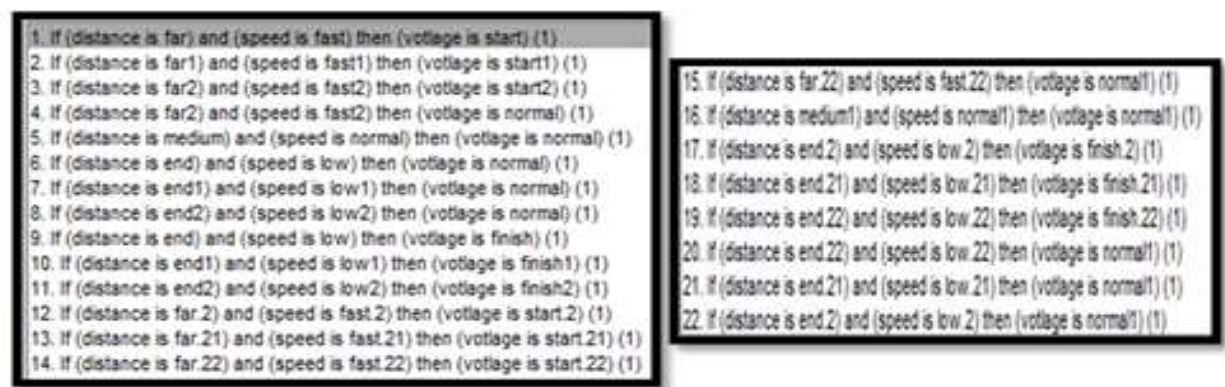 1. If (distance is far) and (speed is fast) then (votlage is start) (1)
2. If (distance is far1) and (speed is fast1) then (votlage is start1) (1)
3. If (distance is far2) and (speed is fast2) then (votlage is start2) (1)
4. If (distance is far2) and (speed is fast2) then (votlage is normal) (1)
5. If (distance is medium) and (speed is normal) then (votlage is normal) (1)
6. If (distance is end) and (speed is low) then (votlage is normal) (1)
7. If (distance is end1) and (speed is low1) then (votlage is normal) (1)
8. If (distance is end2) and (speed is low2) then (votlage is normal) (1)
9. If (distance is end) and (speed is low) then (votlage is finish) (1)
10. If (distance is end1) and (speed is low1) then (votlage is finish1) (1)
11. If (distance is end2) and (speed is low2) then (votlage is finish2) (1)
12. If (distance is far.2) and (speed is fast.2) then (votlage is start.2) (1)
13. If (distance is far.21) and (speed is fast.21) then (votlage is start.21) (1)
14. If (distance is far.22) and (speed is fast.22) then (votlage is start.22) (1)
15. If (distance is far.22) and (speed is fast.22) then (votlage is normal1) (1)
16. If (distance is medium1) and (speed is normal1) then (votlage is normal1) (1)
17. If (distance is end.2) and (speed is low.2) then (votlage is finish.2) (1)
18. If (distance is end.21) and (speed is low.21) then (votlage is finish.21) (1)
19. If (distance is end.22) and (speed is low.22) then (votlage is finish.22) (1)
20. If (distance is end.22) and (speed is low.22) then (votlage is normal1) (1)
21. If (distance is end.21) and (speed is low.21) then (votlage is normal1) (1)
22. If (distance is end.2) and (speed is low.2) then (votlage is normal1) (1)